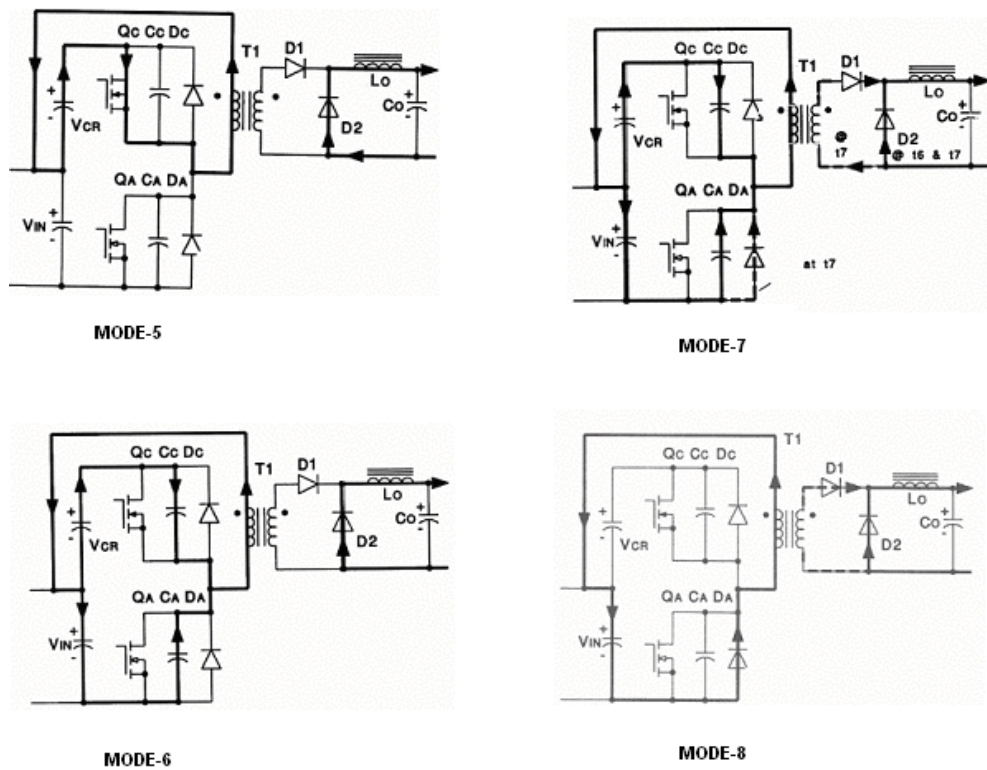 QC CC DC
T1
D1
LO
+
-
VCR
D2
+
CO
-
QA CA DA
+
VIN
-
MODE-5
QC CC DC
T1
D1
LO
+
-
VCR
@
t7
D2
@ t6 & t7
+
CO
-
QA CA DA
+
VIN
-
at t7
MODE-7
QC CC DC
T1
D1
LO
+
-
VCR
D2
+
CO
-
QA CA DA
+
VIN
-
MODE-6
QC CC DC
T1
D1
LO
+
-
VCR
D2
+
CO
-
QA CA DA
+
VIN
-
MODE-8